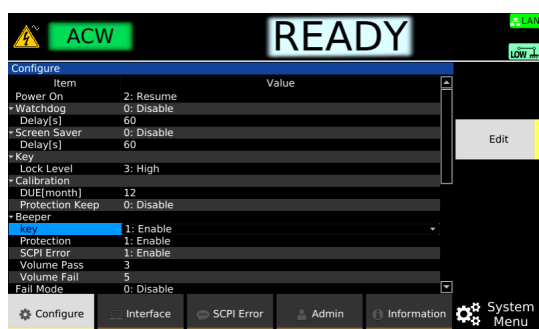 ACW
READY
LAN
LOW
Configure
Item Value
Power On 2: Resume
Watchdog 0: Disable
Delay[s] 60
Screen Saver 0: Disable
Delay[s] 60
Key
Lock Level 3: High
Calibration
DUE[month] 12
Protection Keep 0: Disable
Beeper
key 1: Enable
Protection 1: Enable
SCPI Error 1: Enable
Volume Pass 3
Volume Fail 5
Fail Mode 0: Disable
Edit
Configure Interface SCPI Error Admin Information
System
Menu